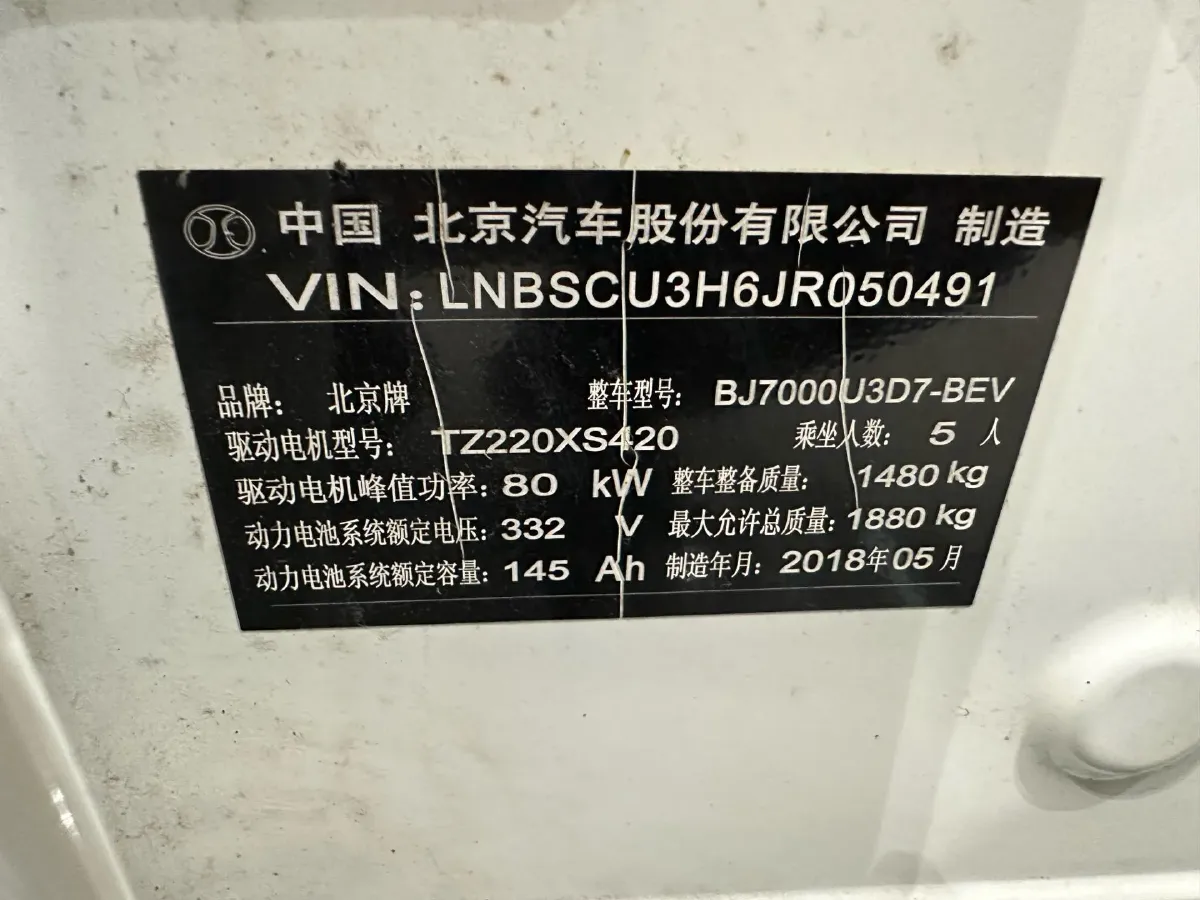 中国 北京汽车股份有限公司 制造
VIN: LNBSCU3H6JR050491
品牌: 北京牌 整车型号: BJ7000U3D7-BEV
驱动电机型号: TZ220XS420 乘坐人数: 5 人
驱动电机峰值功率: 80 kW 整车整备质量: 1480 kg
动力电池系统额定电压: 332 V 最大允许总质量: 1880 kg
动力电池系统额定容量: 145 Ah 制造年月: 2018年05月